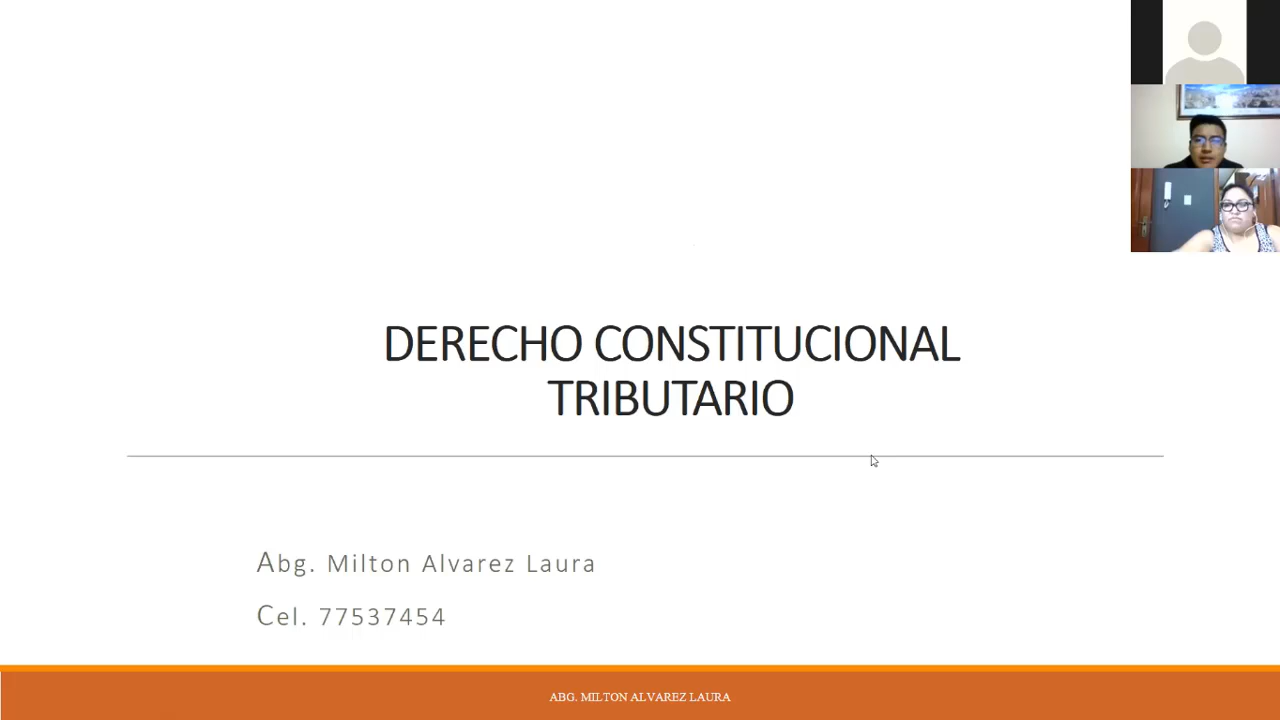 DERECHO CONSTITUCIONAL
TRIBUTARIO
Abg. Milton Alvarez Laura
Cel. 77537454
ABG. MILTON ALVAREZ LAURA